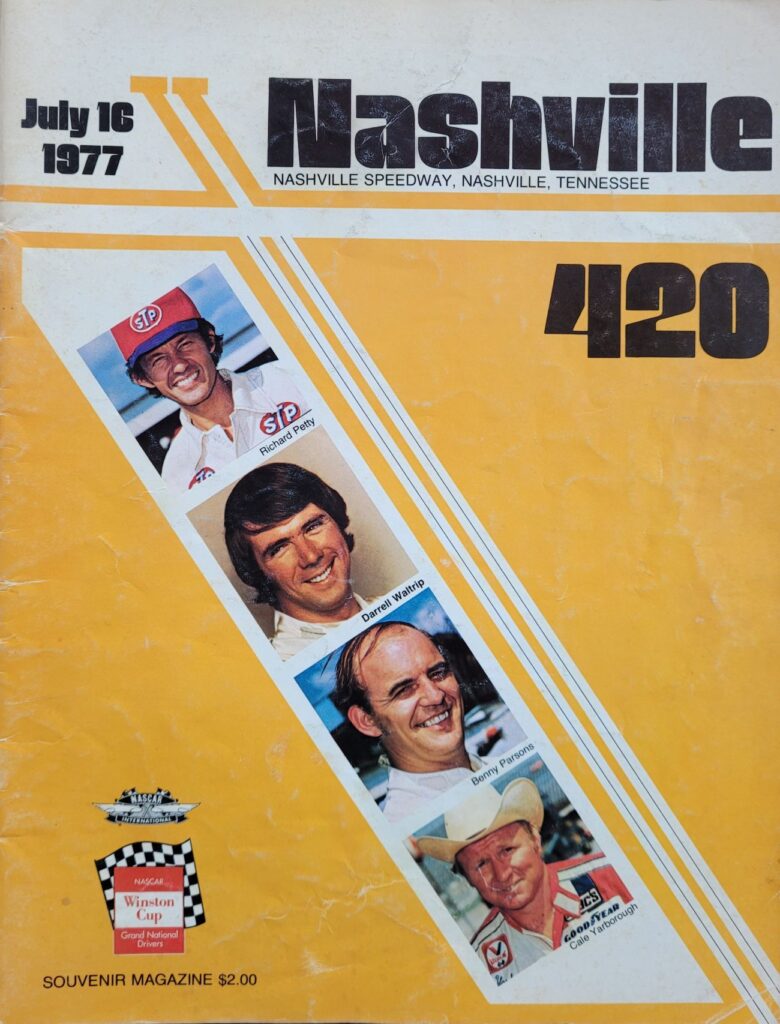 July 16
1977
Nashville
NASHVILLE SPEEDWAY, NASHVILLE, TENNESSEE
420
STP
STP
Richard Petty
Darrell Waltrip
Benny Parsons
GOODYEAR
Cale Yarborough
NASCAR
INTERNATIONAL
NASCAR
Winston
Cup
Grand National
Drivers
SOUVENIR MAGAZINE $2.00